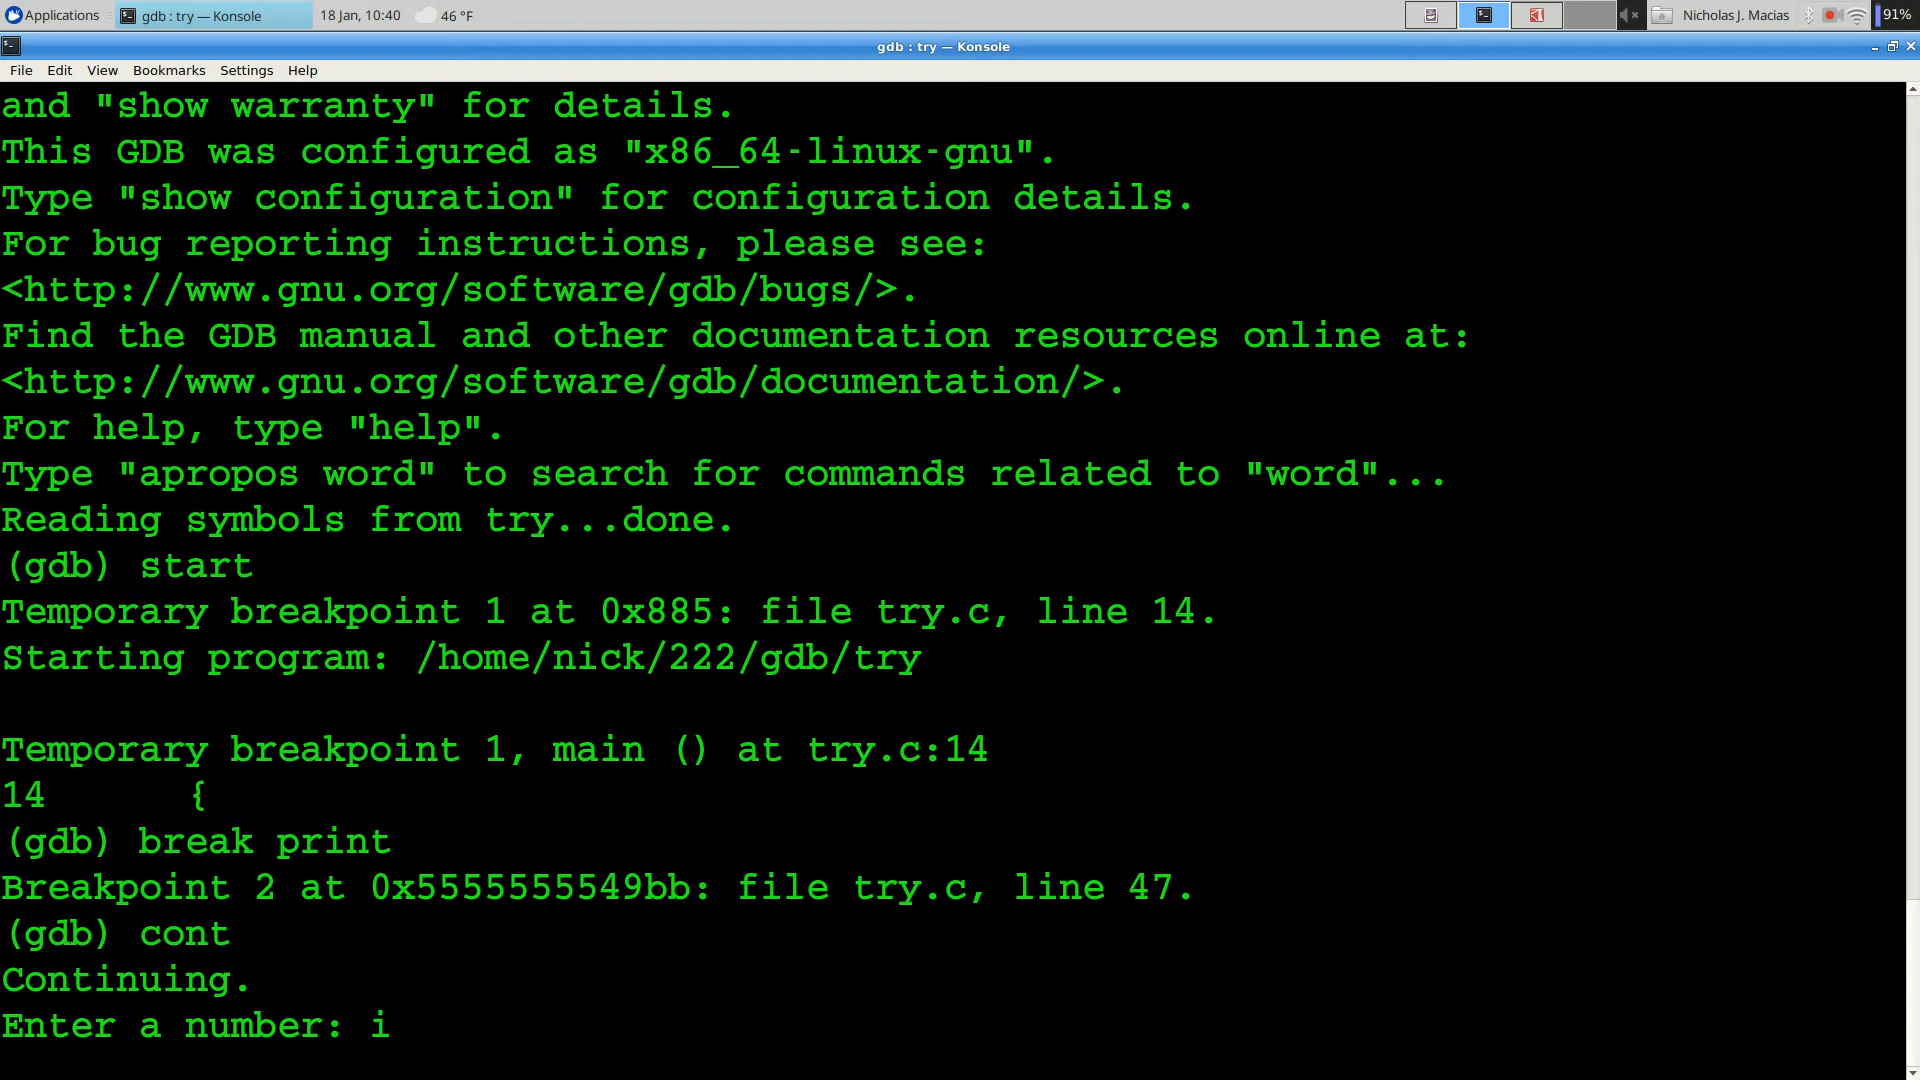 Applications gdb : try — Konsole 18 Jan, 10:40 46 °F Nicholas J. Macias 91%
gdb : try — Konsole
File Edit View Bookmarks Settings Help
and "show warranty" for details.
This GDB was configured as "x86_64-linux-gnu".
Type "show configuration" for configuration details.
For bug reporting instructions, please see:
<http://www.gnu.org/software/gdb/bugs/>.
Find the GDB manual and other documentation resources online at:
<http://www.gnu.org/software/gdb/documentation/>.
For help, type "help".
Type "apropos word" to search for commands related to "word"...
Reading symbols from try...done.
(gdb) start
Temporary breakpoint 1 at 0x885: file try.c, line 14.
Starting program: /home/nick/222/gdb/try
Temporary breakpoint 1, main () at try.c:14
14 {
(gdb) break print
Breakpoint 2 at 0x5555555549bb: file try.c, line 47.
(gdb) cont
Continuing.
Enter a number: i